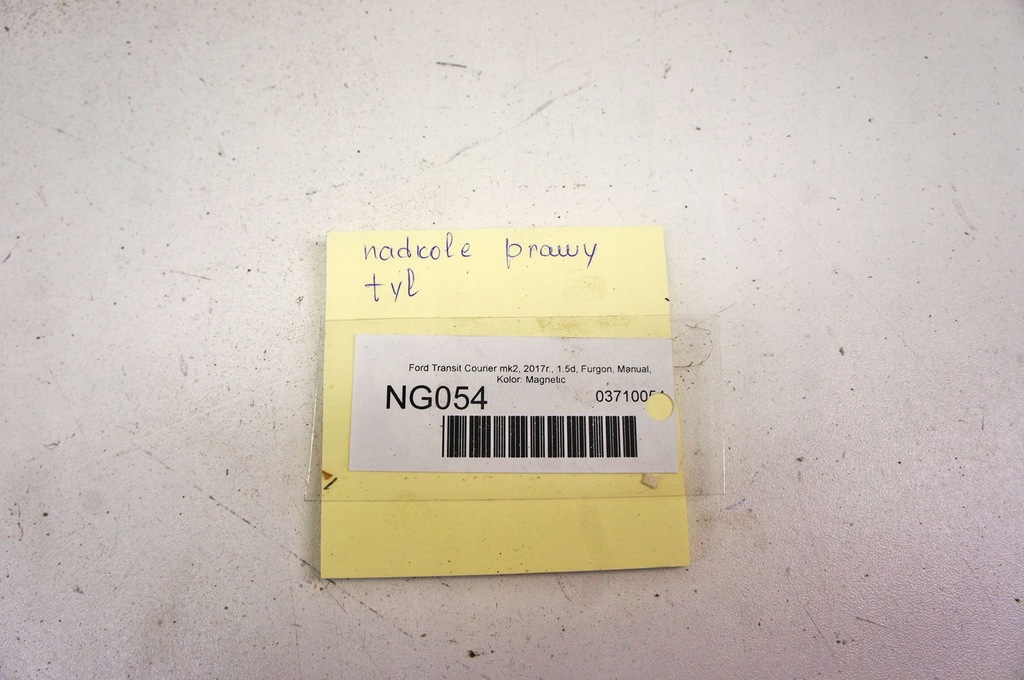 nadkole prawy
tył
Ford Transit Courier mk2, 2017r., 1.5d, Furgon, Manual,
Kolor: Magnetic
NG054